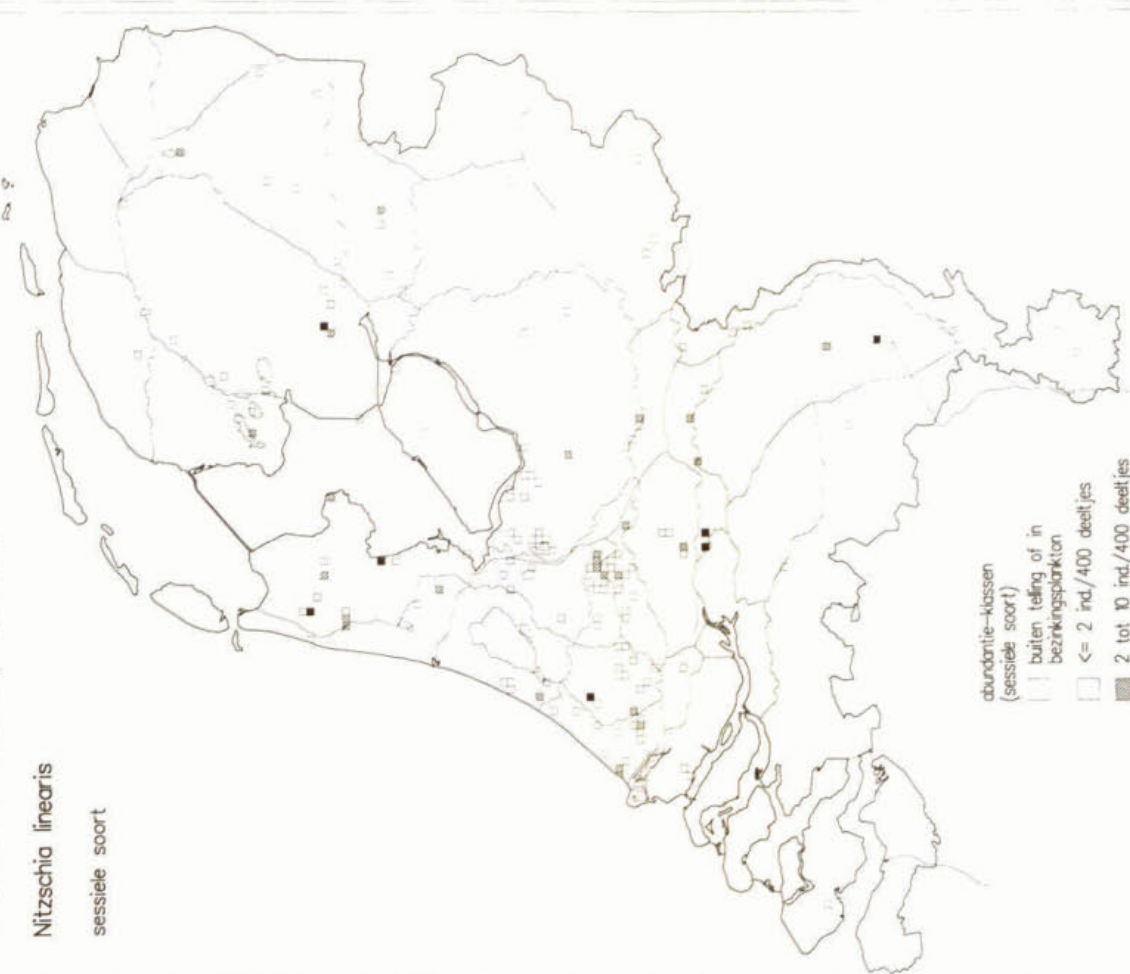 Nitzschia linearis
sessiele soort
abundantie-klassen
(sessiele soort)
buiten telling of in
bezinkingsplankton
<= 2 ind./400 deeltjes
2 tot 10 ind./400 deeltjes